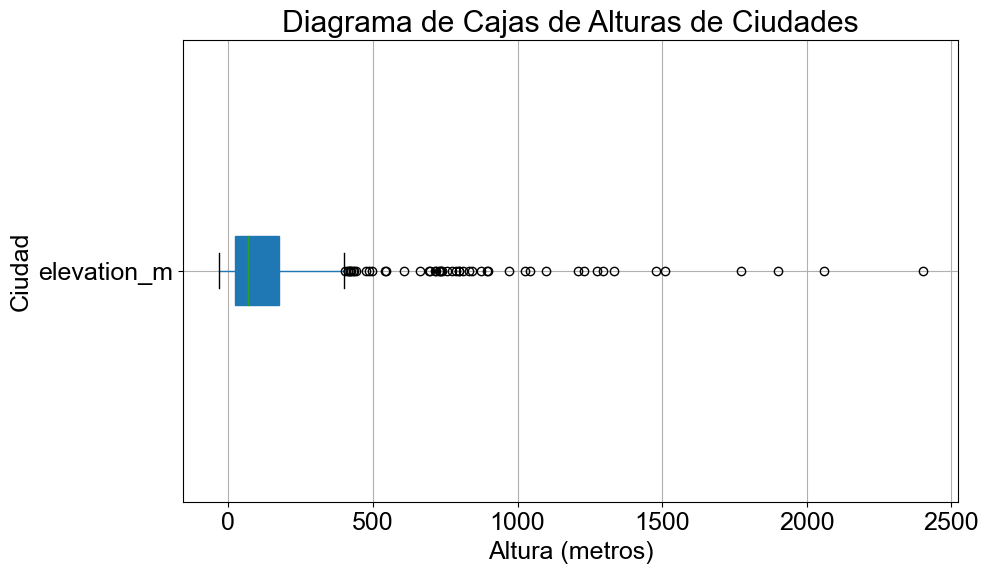 Diagrama de Cajas de Alturas de Ciudades
Ciudad
elevation_m
0 500 1000 1500 2000 2500
Altura (metros)